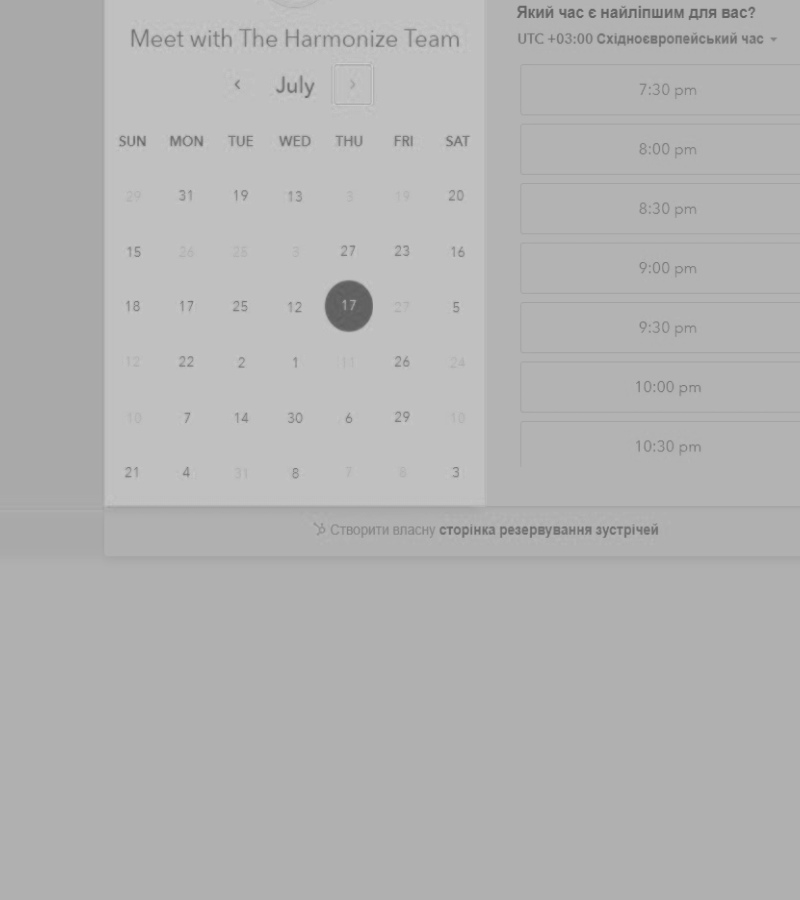 Meet with The Harmonize Team
July
SUN MON TUE WED THU FRI SAT
29 31 19 13 3 19 20
15 26 25 3 27 23 16
18 17 25 12 17 27 5
12 22 2 1 11 26 24
10 7 14 30 6 29 10
21 4 31 8 7 8 3
Який час є найліпшим для вас?
UTC +03:00 Східноєвропейський час
7:30 pm
8:00 pm
8:30 pm
9:00 pm
9:30 pm
10:00 pm
10:30 pm
Створити власну сторінка резервування зустрічей